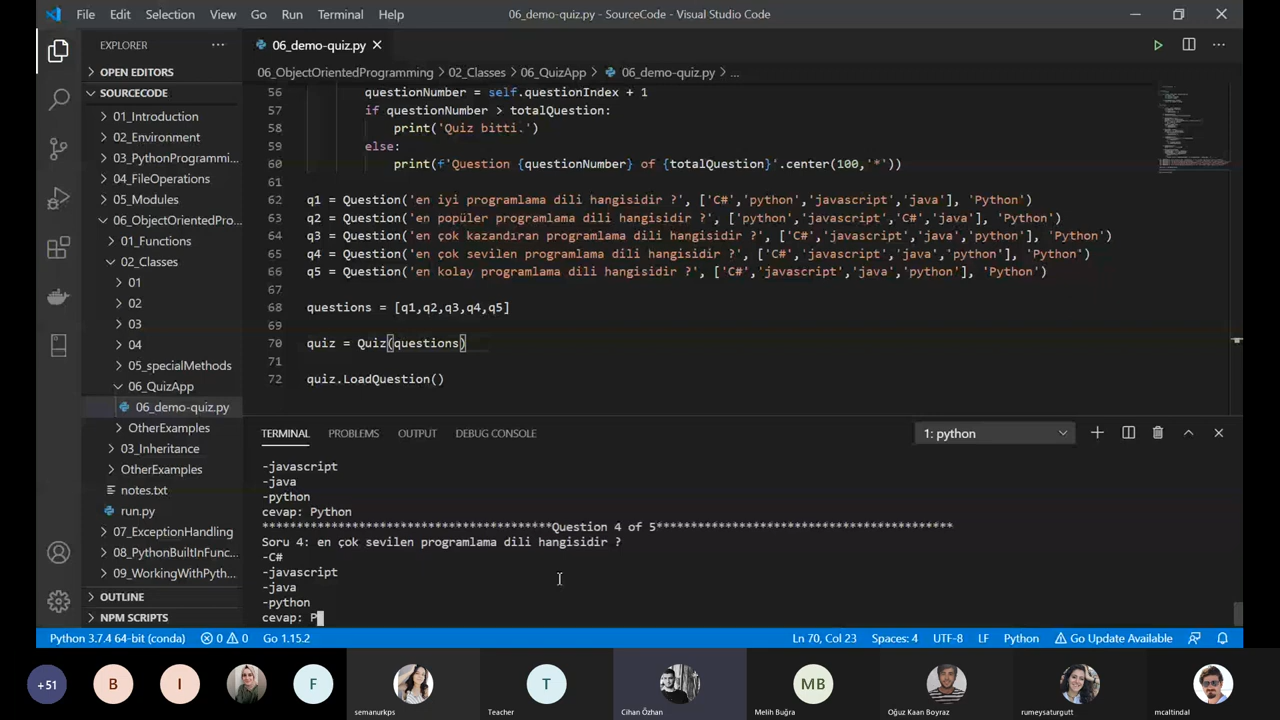 File Edit Selection View Go Run Terminal Help 06_demo-quiz.py - SourceCode - Visual Studio Code
EXPLORER
OPEN EDITORS
SOURCECODE
01_Introduction
02_Environment
03_PythonProgrammi...
04_FileOperations
05_Modules
06_ObjectOrientedPro...
01_Functions
02_Classes
01
02
03
04
05_specialMethods
06_QuizApp
06_demo-quiz.py
OtherExamples
03_Inheritance
OtherExamples
notes.txt
run.py
07_ExceptionHandling
08_PythonBuiltInFunc...
09_WorkingWithPyth...
OUTLINE
NPM SCRIPTS
06_demo-quiz.py
06_ObjectOrientedProgramming > 02_Classes > 06_QuizApp > 06_demo-quiz.py > ...
56 questionNumber = self.questionIndex + 1
57 if questionNumber > totalQuestion:
58 print('Quiz bitti.')
59 else:
60 print(f'Question {questionNumber} of {totalQuestion}'.center(100,'*'))
61
62 q1 = Question('en iyi programlama dili hangisidir ?', ['C#','python','javascript','java'], 'Python')
63 q2 = Question('en popüler programlama dili hangisidir ?', ['python','javascript','C#','java'], 'Python')
64 q3 = Question('en çok kazandıran programlama dili hangisidir ?', ['C#','javascript','java','python'], 'Python')
65 q4 = Question('en çok sevilen programlama dili hangisidir ?', ['C#','javascript','java','python'], 'Python')
66 q5 = Question('en kolay programlama dili hangisidir ?', ['C#','javascript','java','python'], 'Python')
67
68 questions = [q1,q2,q3,q4,q5]
69
70 quiz = Quiz(questions)
71
72 quiz.LoadQuestion()
TERMINAL PROBLEMS OUTPUT DEBUG CONSOLE 1: python
-javascript
-java
-python
cevap: Python
******************************************Question 4 of 5*******************************************
Soru 4: en çok sevilen programlama dili hangisidir ?
-C#
-javascript
-java
-python
cevap: P
Python 3.7.4 64-bit (conda) 0 0 Go 1.15.2 Ln 70, Col 23 Spaces: 4 UTF-8 LF Python Go Update Available
+51 B I F T MB
semanurkps Teacher Cihan Özhan Melih Buğra Oğuz Kaan Boyraz rumeysaturgutt mcaltindal